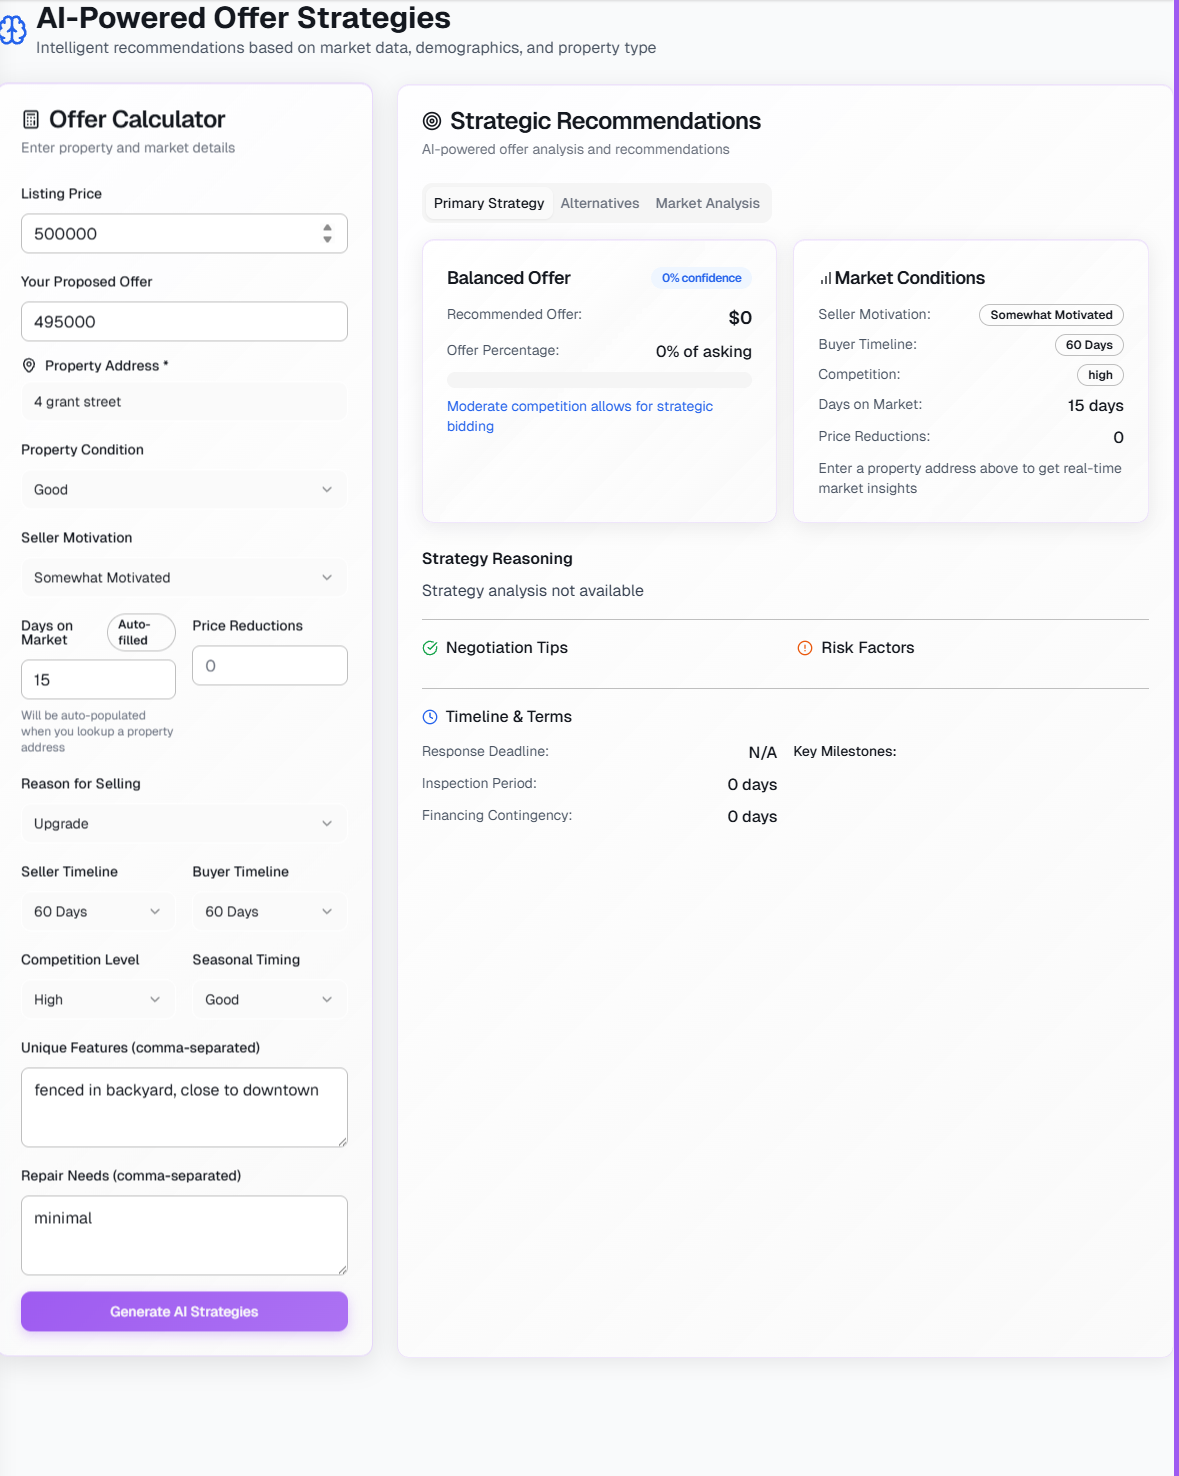 AI-Powered Offer Strategies
Intelligent recommendations based on market data, demographics, and property type
Offer Calculator
Enter property and market details
Listing Price
500000
Your Proposed Offer
495000
Property Address *
4 grant street
Property Condition
Good
Seller Motivation
Somewhat Motivated
Days on
Market
Auto-
filled
Price Reductions
15
0
Will be auto-populated
when you lookup a property
address
Reason for Selling
Upgrade
Seller Timeline
Buyer Timeline
60 Days
60 Days
Competition Level
Seasonal Timing
High
Good
Unique Features (comma-separated)
fenced in backyard, close to downtown
Repair Needs (comma-separated)
minimal
Generate AI Strategies
Strategic Recommendations
AI-powered offer analysis and recommendations
Primary Strategy
Alternatives
Market Analysis
Balanced Offer
0% confidence
Recommended Offer:
$0
Offer Percentage:
0% of asking
Moderate competition allows for strategic
bidding
Market Conditions
Seller Motivation:
Somewhat Motivated
Buyer Timeline:
60 Days
Competition:
high
Days on Market:
15 days
Price Reductions:
0
Enter a property address above to get real-time
market insights
Strategy Reasoning
Strategy analysis not available
Negotiation Tips
Risk Factors
Timeline & Terms
Response Deadline:
N/A
Key Milestones:
Inspection Period:
0 days
Financing Contingency:
0 days